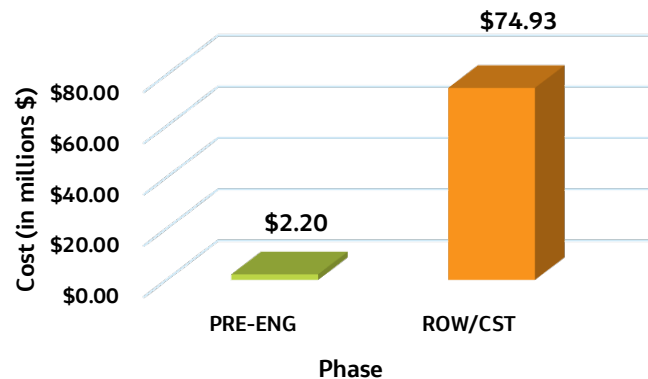 $74.93
$80.00
$60.00
$40.00
$2.20
$20.00
$0.00
Cost (in millions $)
PRE-ENG
ROW/CST
Phase